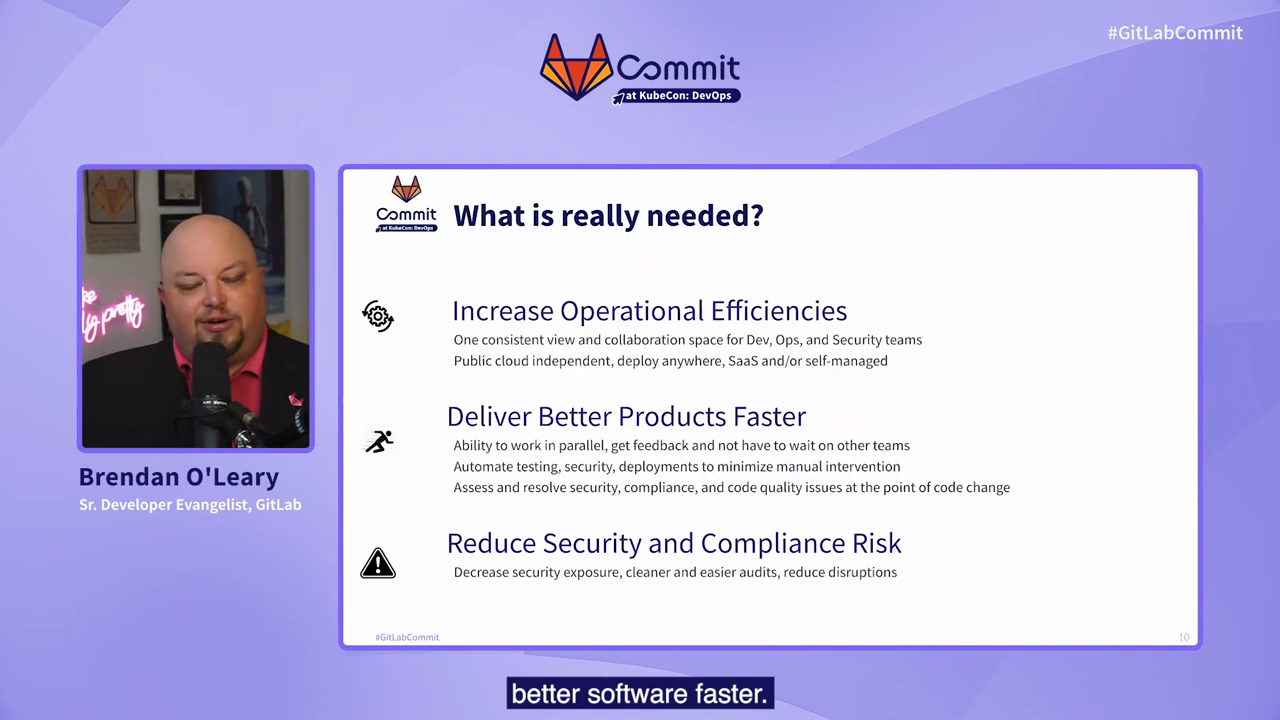 #GitLabCommit
Commit
at KubeCon: DevOps
Commit
at KubeCon: DevOps
What is really needed?
Increase Operational Efficiencies
One consistent view and collaboration space for Dev, Ops, and Security teams
Public cloud independent, deploy anywhere, SaaS and/or self-managed
Deliver Better Products Faster
Ability to work in parallel, get feedback and not have to wait on other teams
Automate testing, security, deployments to minimize manual intervention
Assess and resolve security, compliance, and code quality issues at the point of code change
Reduce Security and Compliance Risk
Decrease security exposure, cleaner and easier audits, reduce disruptions
#GitLabCommit
10
pretty
Brendan O'Leary
Sr. Developer Evangelist, GitLab
better software faster.